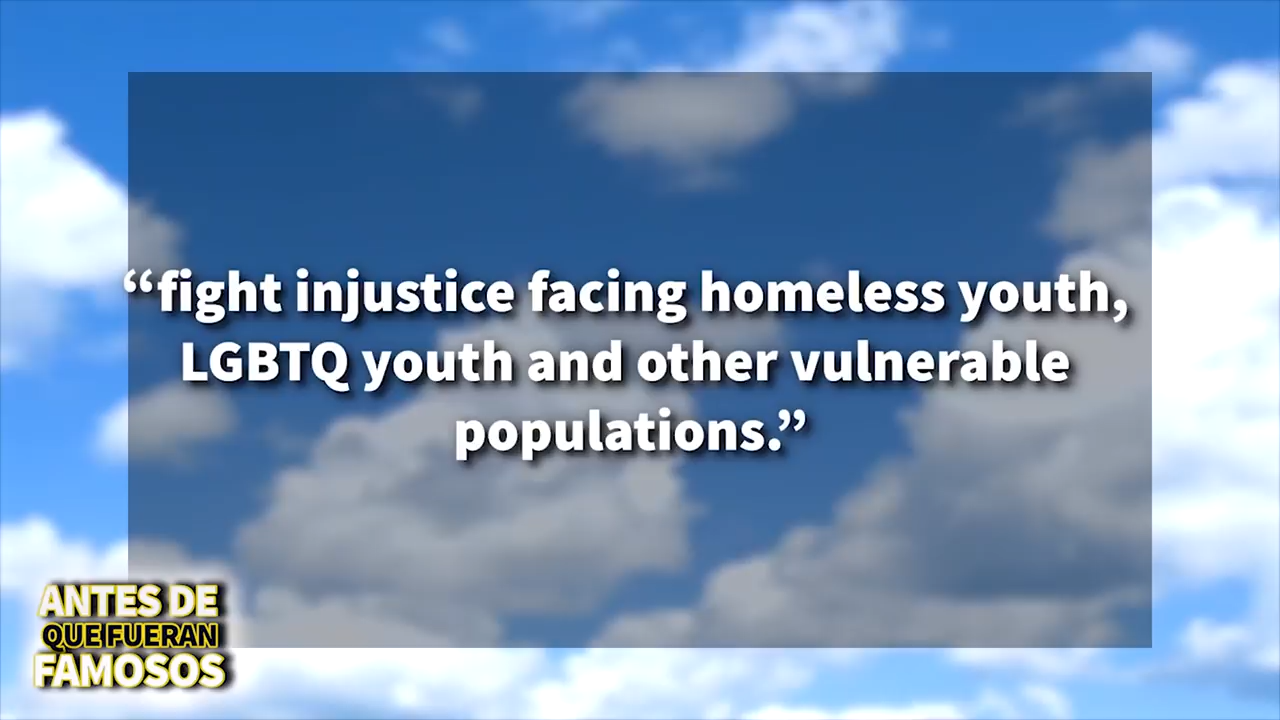 “fight injustice facing homeless youth,
LGBTQ youth and other vulnerable
populations.”
ANTES DE
QUE FUERAN
FAMOSOS